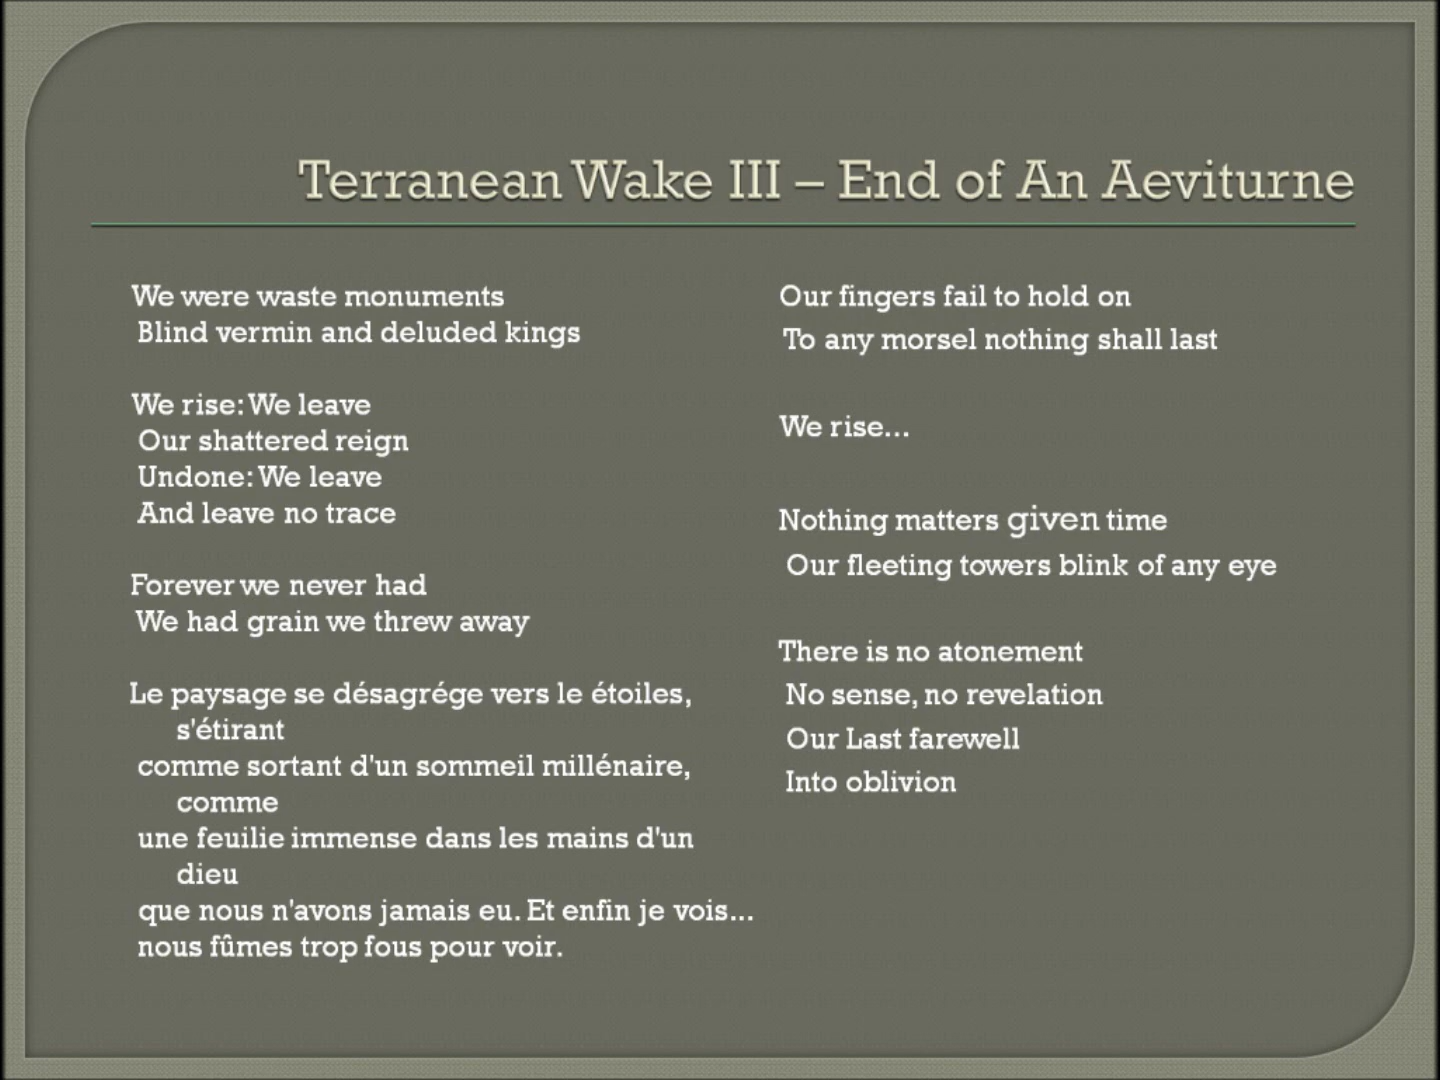 Terranean Wake III – End of An Aeviturne
We were waste monuments
Blind vermin and deluded kings
We rise: We leave
Our shattered reign
Undone: We leave
And leave no trace
Forever we never had
We had grain we threw away
Le paysage se désagrége vers le étoiles,
s'étirant
comme sortant d'un sommeil millénaire,
comme
une feuilie immense dans les mains d'un
dieu
que nous n'avons jamais eu. Et enfin je vois...
nous fûmes trop fous pour voir.
Our fingers fail to hold on
To any morsel nothing shall last
We rise...
Nothing matters given time
Our fleeting towers blink of any eye
There is no atonement
No sense, no revelation
Our Last farewell
Into oblivion